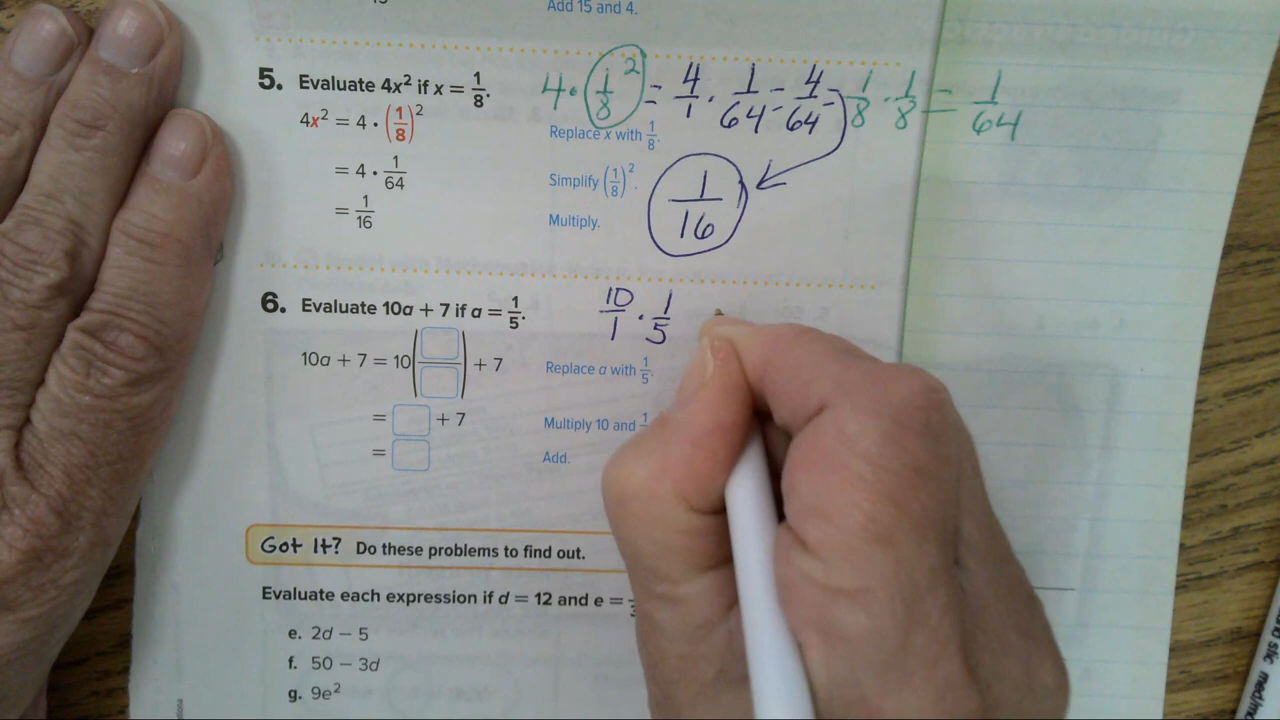 Add 15 and 4.
5. Evaluate 4x² if x = 1/8.
4 · (1/8)² = 4/1 · 1/64 = 4/64 =
1/8 · 1/8 = 1/64
4x² = 4 · (1/8)²
Replace x with 1/8.
= 4 · 1/64
Simplify (1/8)².
= 1/16
Multiply.
1/16
6. Evaluate 10a + 7 if a = 1/5.
10/1 · 1/5
10a + 7 = 10( / ) + 7
Replace a with 1/5.
= + 7
Multiply 10 and
=
Add.
Got It? Do these problems to find out.
Evaluate each expression if d = 12 and e =
e. 2d − 5
f. 50 − 3d
g. 9e²